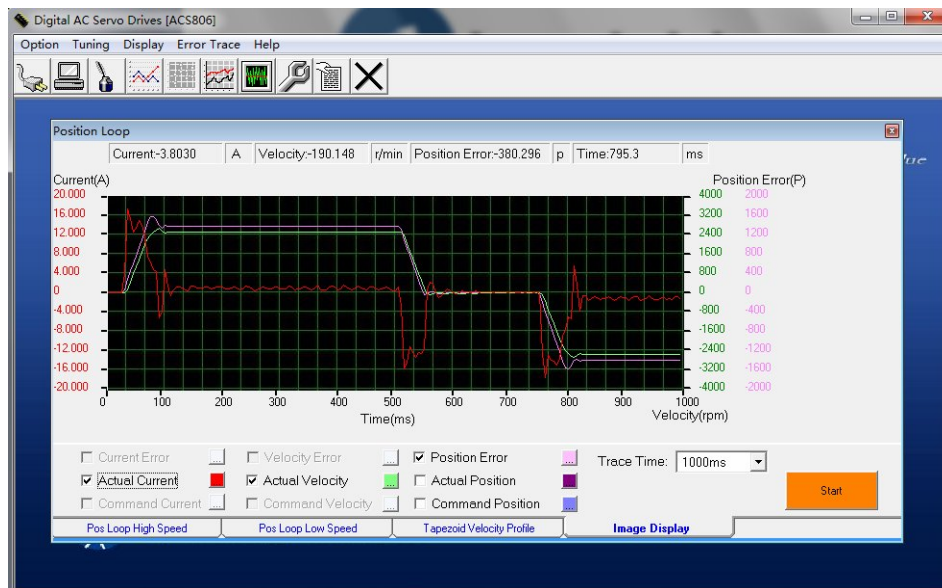 Digital AC Servo Drives [ACS806]
Option Tuning Display Error Trace Help
Position Loop
Current:-3.8030 A Velocity:-190.148 r/min Position Error:-380.296 p Time:795.3 ms
Current(A) Position Error(P)
20.000 4000 2000
16.000 3200 1600
12.000 2400 1200
8.000 1600 800
4.000 800 400
0 0 0
-4.000 -800 -400
-8.000 -1600 -800
-12.000 -2400 -1200
-16.000 -3200 -1600
-20.000 -4000 -2000
0 100 200 300 400 500 600 700 800 900 1000
Time(ms) Velocity(rpm)
Current Error ... Velocity Error ... Position Error ... Trace Time: 1000ms
Actual Current Actual Velocity ... Actual Position ... Start
Command Current ... Command Velocity ... Command Position ...
Pos Loop High Speed Pos Loop Low Speed Tapezoid Velocity Profile Image Display